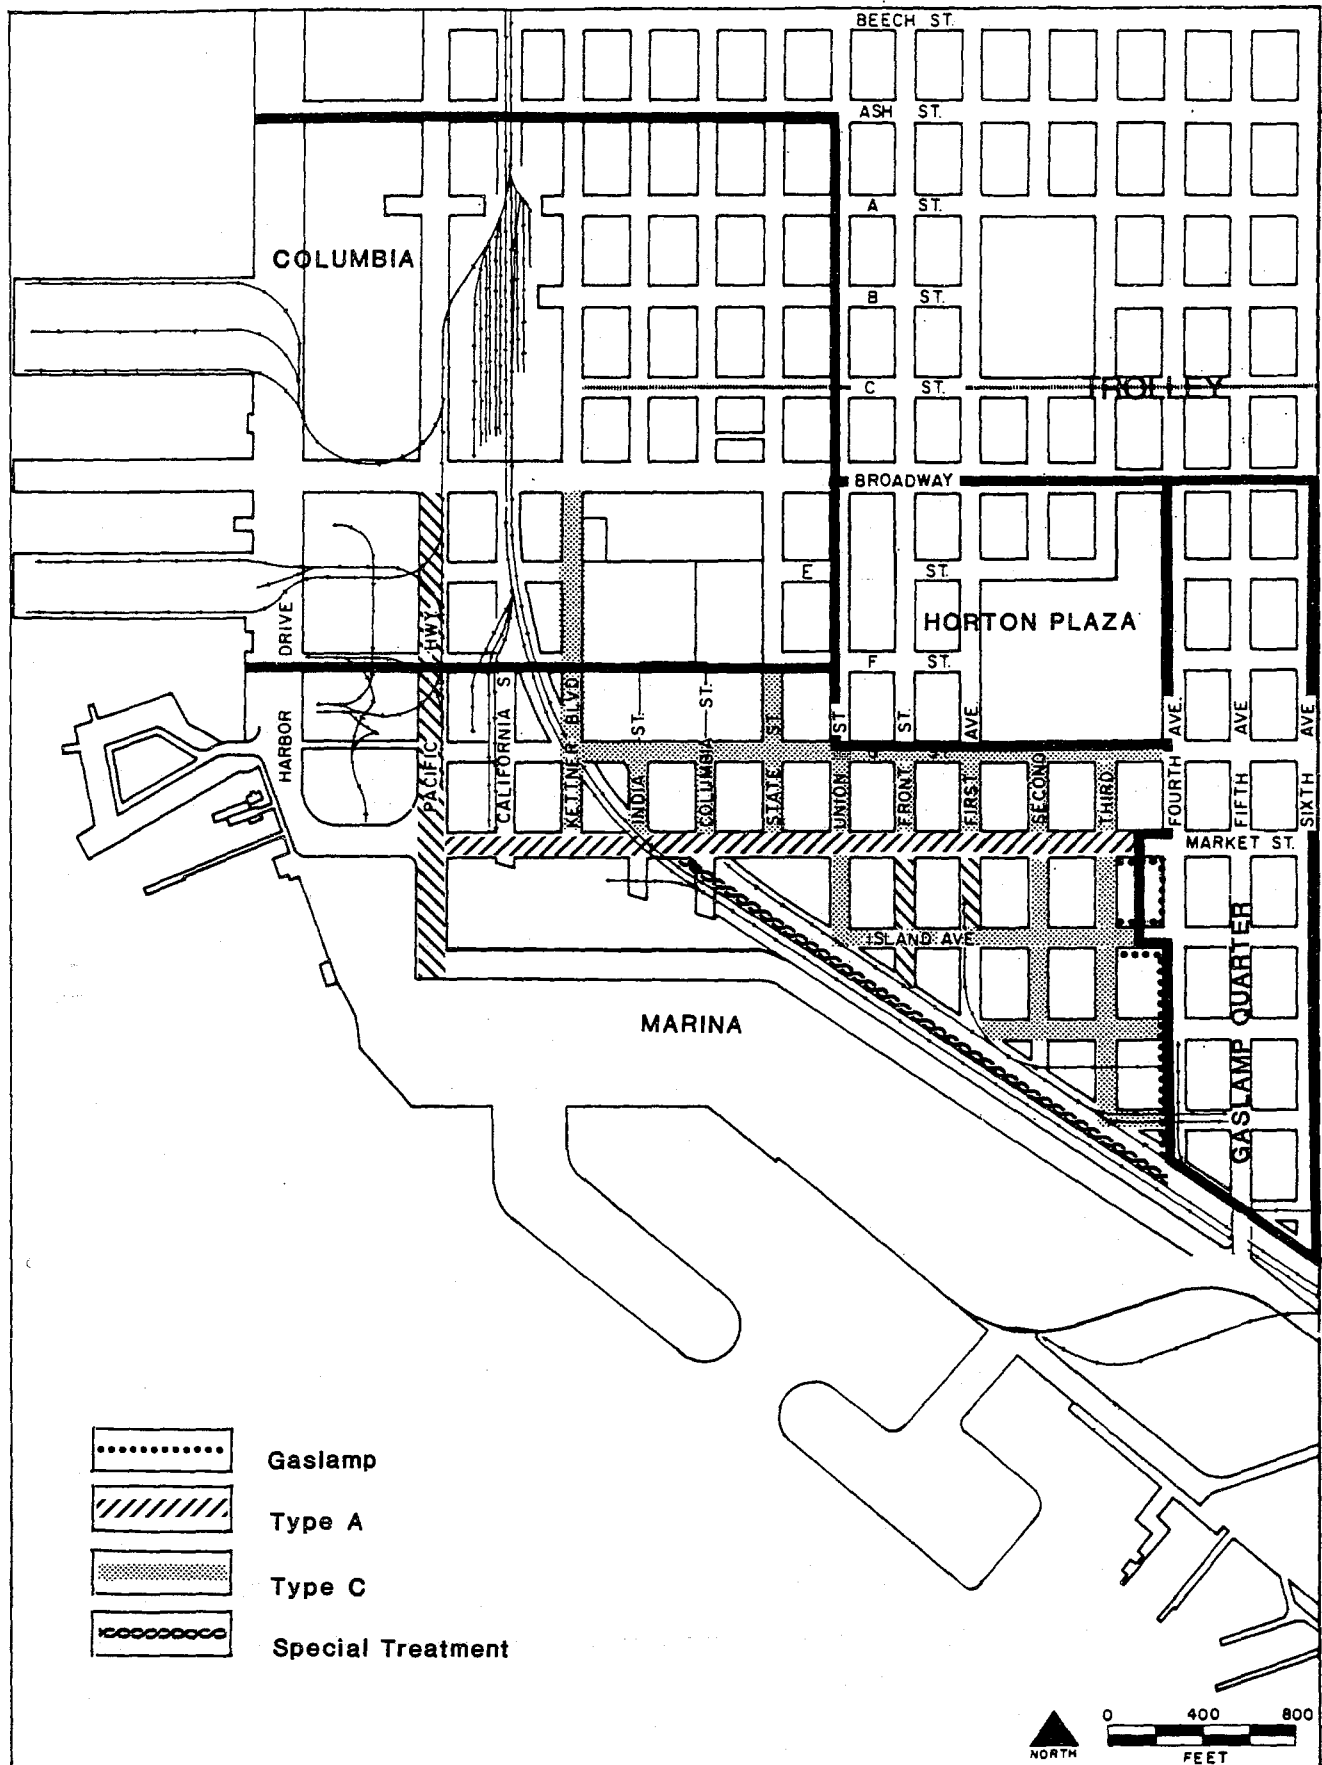 BEECH ST.
ASH ST.
A ST.
COLUMBIA
B ST.
C ST.
TROLLEY
BROADWAY
E ST.
HORTON PLAZA
F ST.
HARBOR DRIVE
PACIFIC HWY.
CALIFORNIA S
KETTNER BLVD
INDIA ST.
COLUMBIA ST.
STATE ST.
UNION ST
FRONT ST.
FIRST AVE.
SECOND
THIRD
FOURTH AVE.
FIFTH AVE
SIXTH AVE
MARKET ST.
ISLAND AVE
GASLAMP QUARTER
MARINA
Gaslamp
Type A
Type C
Special Treatment
NORTH
0 400 800
FEET